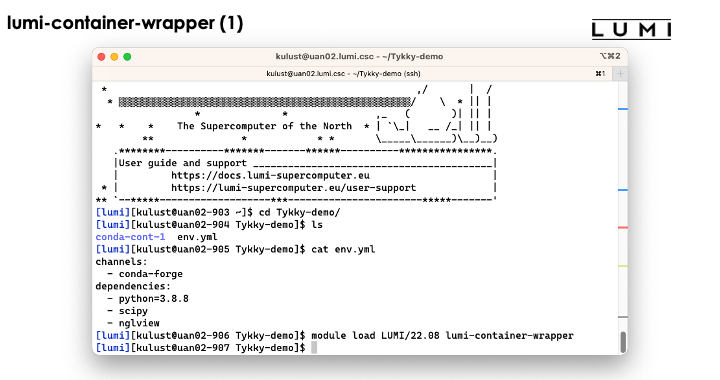 lumi-container-wrapper (1)
LUMI
kulust@uan02.lumi.csc - ~/Tykky-demo
⌥⌘2
kulust@uan02.lumi.csc - ~/Tykky-demo (ssh)
⌘1
The Supercomputer of the North
User guide and support
https://docs.lumi-supercomputer.eu
https://lumi-supercomputer.eu/user-support
[lumi][kulust@uan02-903 ~]$ cd Tykky-demo/
[lumi][kulust@uan02-904 Tykky-demo]$ ls
conda-cont-1  env.yml
[lumi][kulust@uan02-905 Tykky-demo]$ cat env.yml
channels:
  - conda-forge
dependencies:
  - python=3.8.8
  - scipy
  - nglview
[lumi][kulust@uan02-906 Tykky-demo]$ module load LUMI/22.08 lumi-container-wrapper
[lumi][kulust@uan02-907 Tykky-demo]$